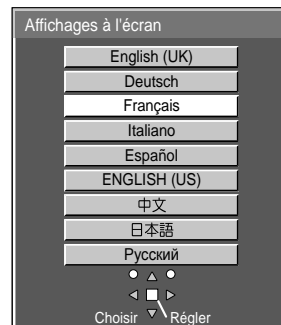 Affichages à l'écran
English (UK)
Deutsch
Français
Italiano
Español
ENGLISH (US)
中文
日本語
Русский
Choisir Régler